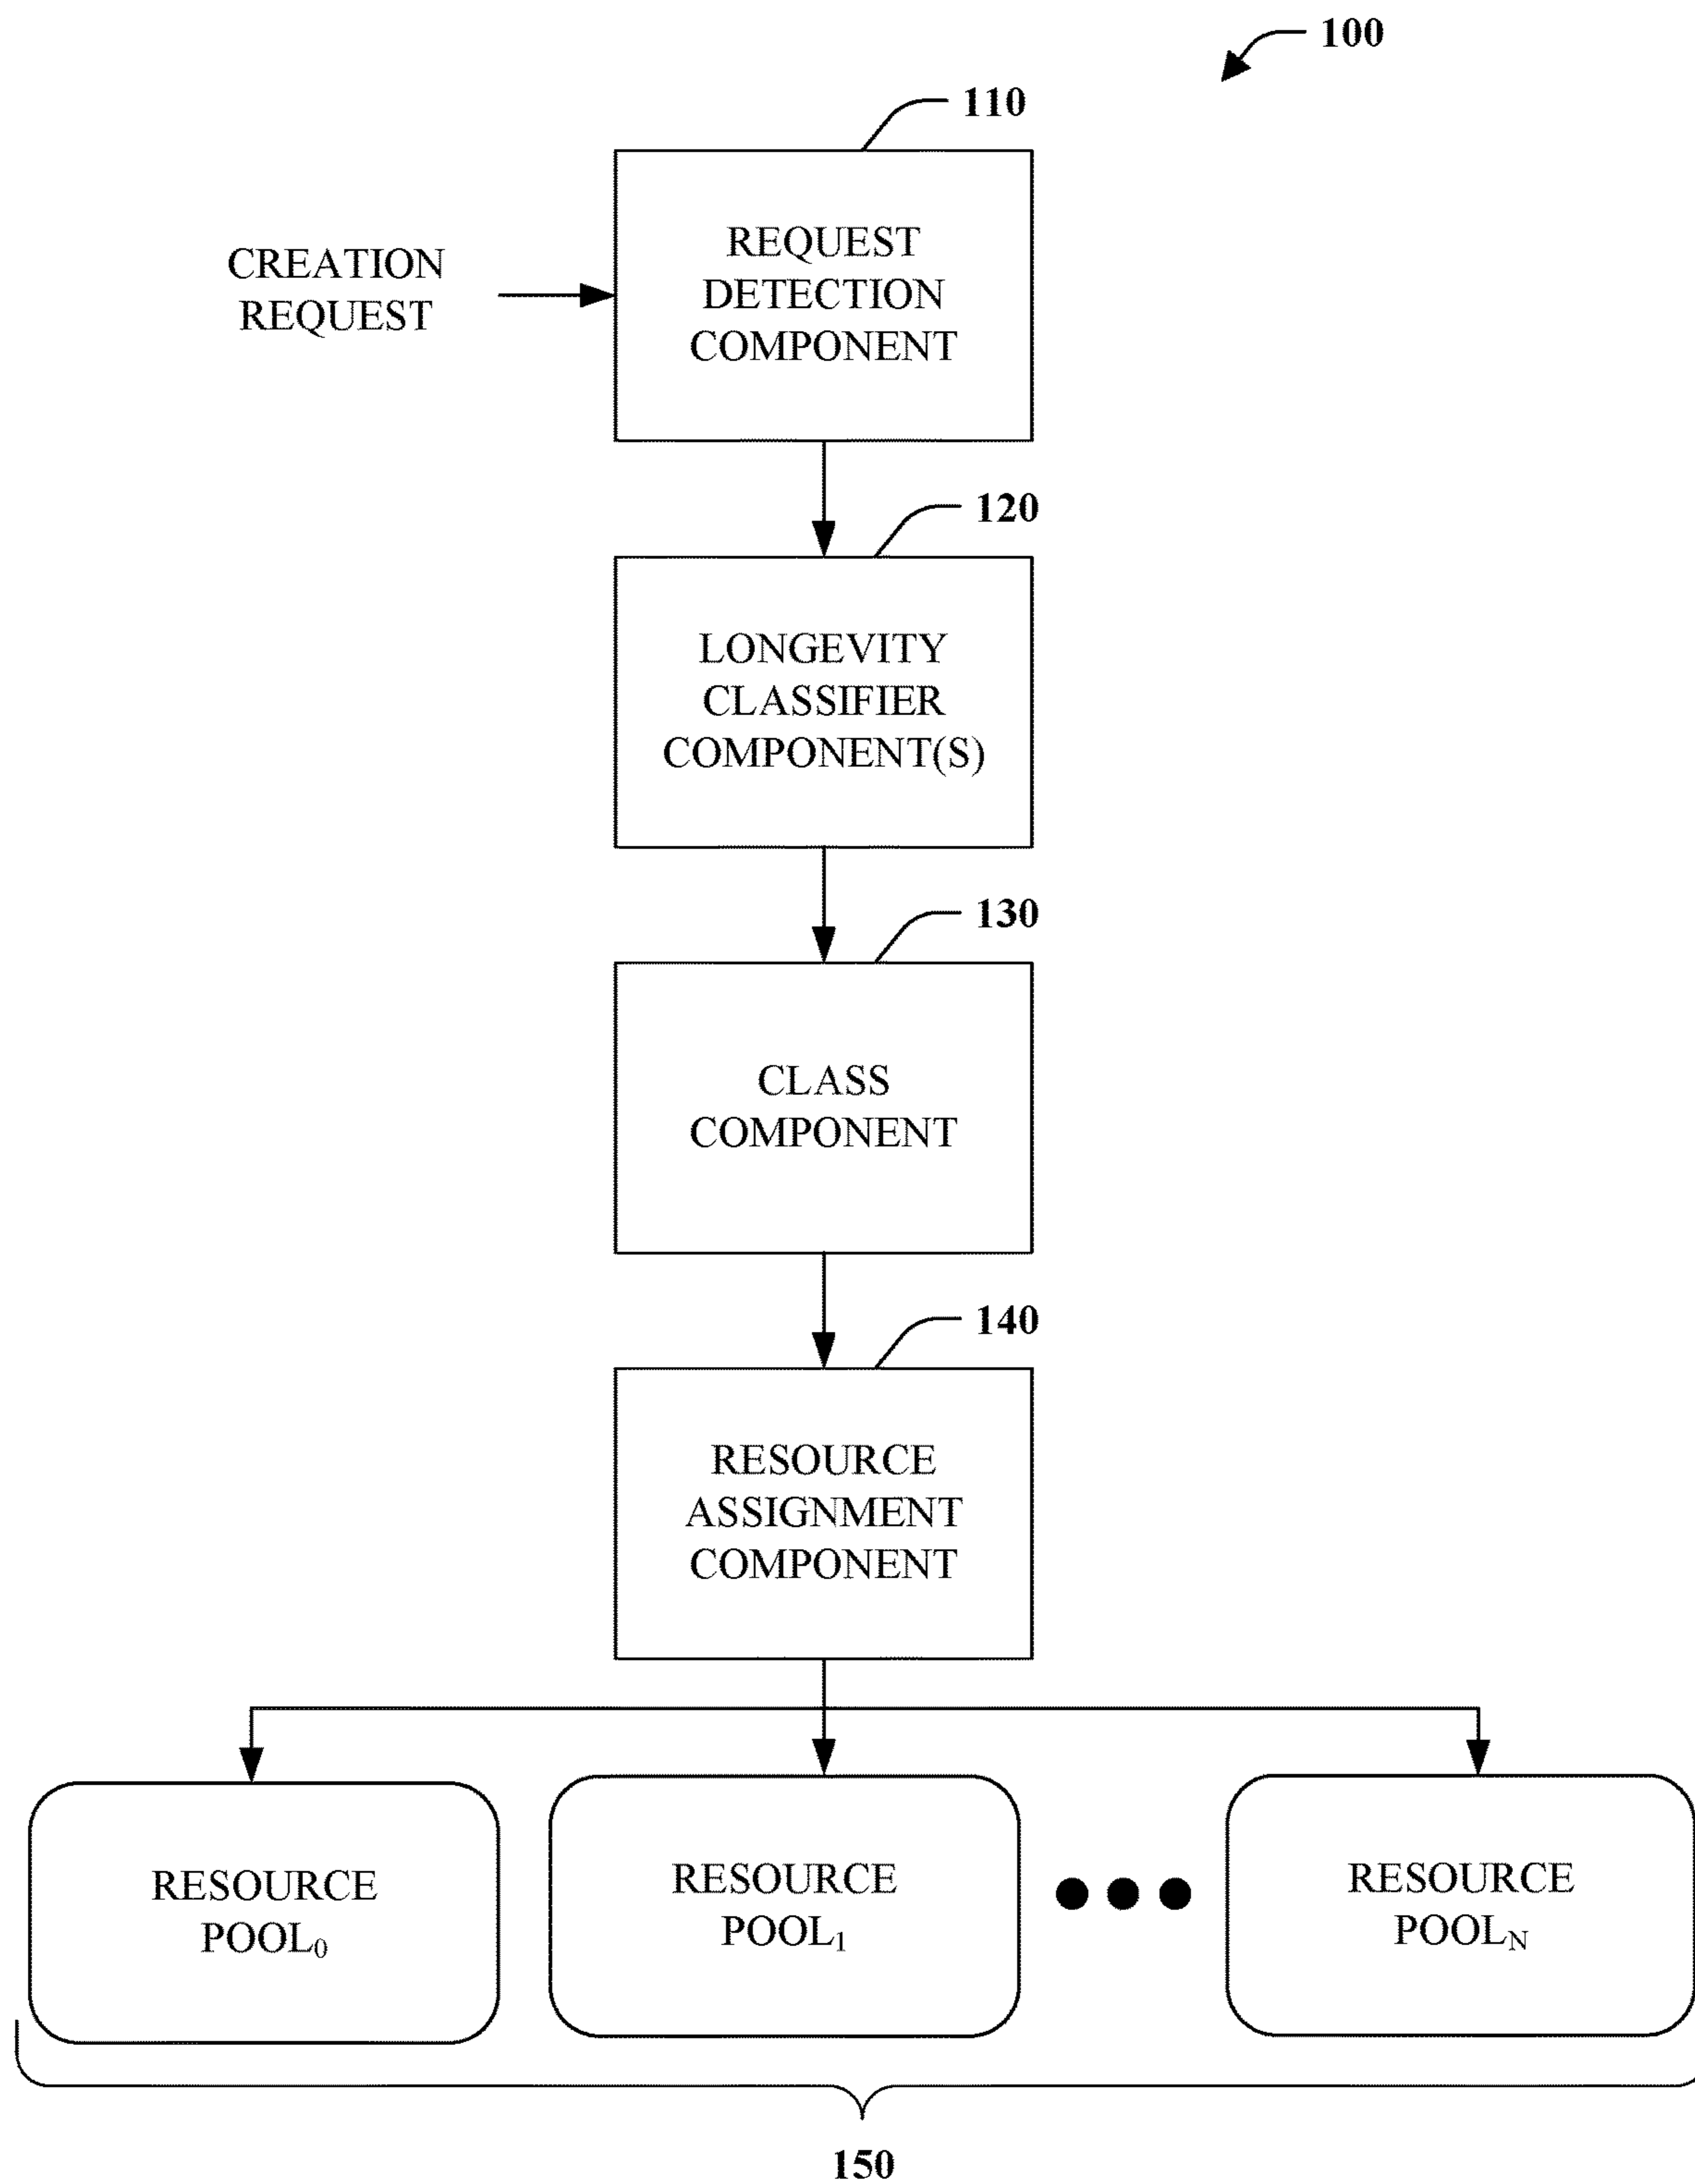 100
110
CREATION
REQUEST
REQUEST
DETECTION
COMPONENT
120
LONGEVITY
CLASSIFIER
COMPONENT(S)
130
CLASS
COMPONENT
140
RESOURCE
ASSIGNMENT
COMPONENT
RESOURCE
POOL₀
RESOURCE
POOL₁
RESOURCE
POOL_N
150